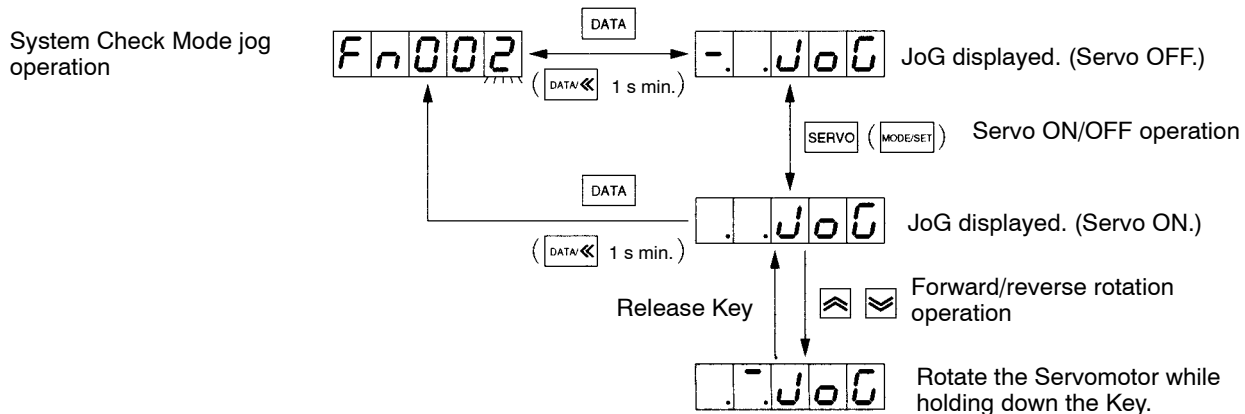 DATA
System Check Mode jog
operation
Fn002
-. .JoG
JoG displayed. (Servo OFF.)
( DATA/≪ 1 s min.)
SERVO ( MODE/SET ) Servo ON/OFF operation
DATA
. .JoG
JoG displayed. (Servo ON.)
( DATA/≪ 1 s min.)
Release Key
Forward/reverse rotation
operation
. -.JoG
Rotate the Servomotor while
holding down the Key.